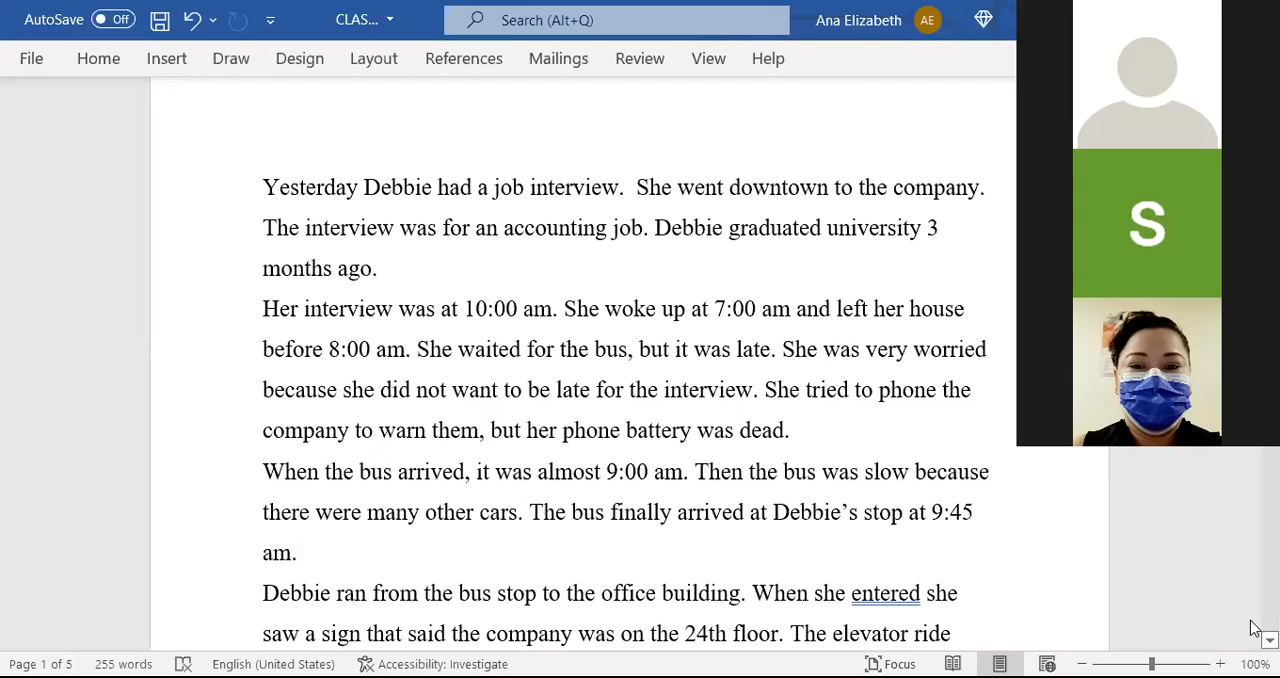 AutoSave Off CLAS... Search (Alt+Q) Ana Elizabeth AE
File Home Insert Draw Design Layout References Mailings Review View Help
S
Yesterday Debbie had a job interview.  She went downtown to the company.
The interview was for an accounting job. Debbie graduated university 3
months ago.
Her interview was at 10:00 am. She woke up at 7:00 am and left her house
before 8:00 am. She waited for the bus, but it was late. She was very worried
because she did not want to be late for the interview. She tried to phone the
company to warn them, but her phone battery was dead.
When the bus arrived, it was almost 9:00 am. Then the bus was slow because
there were many other cars. The bus finally arrived at Debbie’s stop at 9:45
am.
Debbie ran from the bus stop to the office building. When she entered she
saw a sign that said the company was on the 24th floor. The elevator ride
Page 1 of 5 255 words English (United States) Accessibility: Investigate Focus 100%